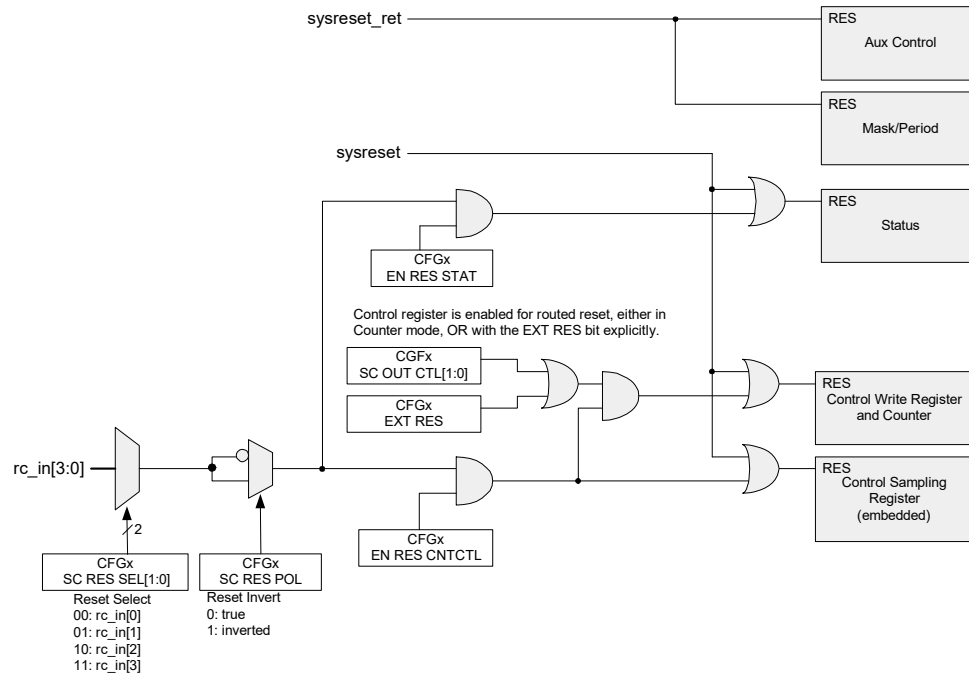 sysreset_ret
RES
Aux Control
RES
Mask/Period
sysreset
RES
Status
CFGx
EN RES STAT
Control register is enabled for routed reset, either in
Counter mode, OR with the EXT RES bit explicitly.
CGFx
SC OUT CTL[1:0]
CFGx
EXT RES
RES
Control Write Register
and Counter
rc_in[3:0]
RES
Control Sampling
Register
(embedded)
2
CFGx
EN RES CNTCTL
CFGx
SC RES SEL[1:0]
CFGx
SC RES POL
Reset Select
00: rc_in[0]
01: rc_in[1]
10: rc_in[2]
11: rc_in[3]
Reset Invert
0: true
1: inverted